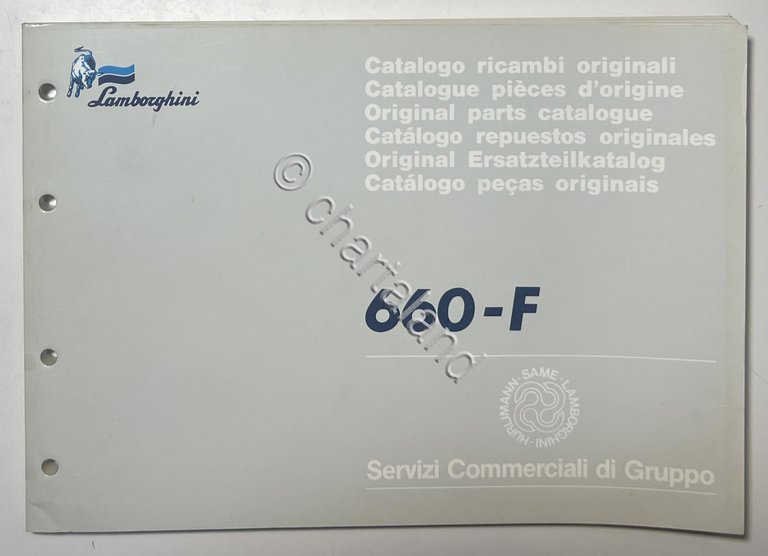 Lamborghini
Catalogo ricambi originali
Catalogue pièces d'origine
Original parts catalogue
Catálogo repuestos originales
Original Ersatzteilkatalog
Catálogo peças originais
© chartaland
660-F
HURLIMANN-SAME-LAMBORGHINI-
Servizi Commerciali di Gruppo